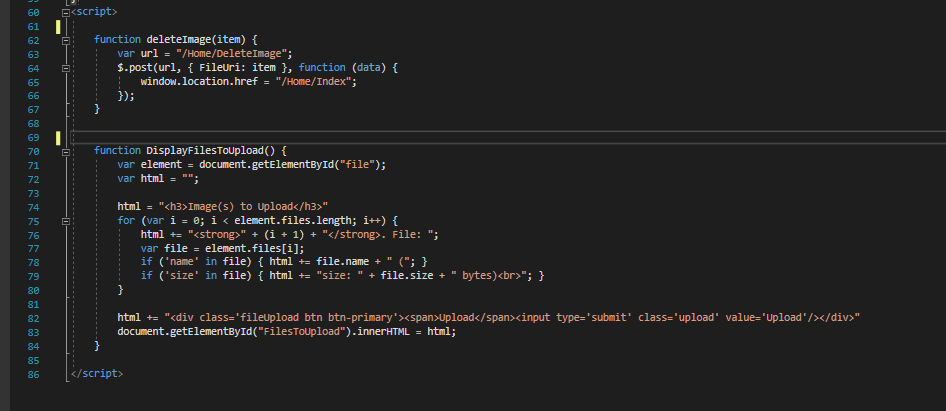 60 <script>
61
62 function deleteImage(item) {
63 var url = "/Home/DeleteImage";
64 $.post(url, { FileUri: item }, function (data) {
65 window.location.href = "/Home/Index";
66 });
67 }
68
69
70 function DisplayFilesToUpload() {
71 var element = document.getElementById("file");
72 var html = "";
73
74 html = "<h3>Image(s) to Upload</h3>"
75 for (var i = 0; i < element.files.length; i++) {
76 html += "<strong>" + (i + 1) + "</strong>. File: ";
77 var file = element.files[i];
78 if ('name' in file) { html += file.name + " ("; }
79 if ('size' in file) { html += "size: " + file.size + " bytes)<br>"; }
80 }
81
82 html += "<div class='fileUpload btn btn-primary'><span>Upload</span><input type='submit' class='upload' value='Upload'/></div>"
83 document.getElementById("FilesToUpload").innerHTML = html;
84 }
85
86 </script>